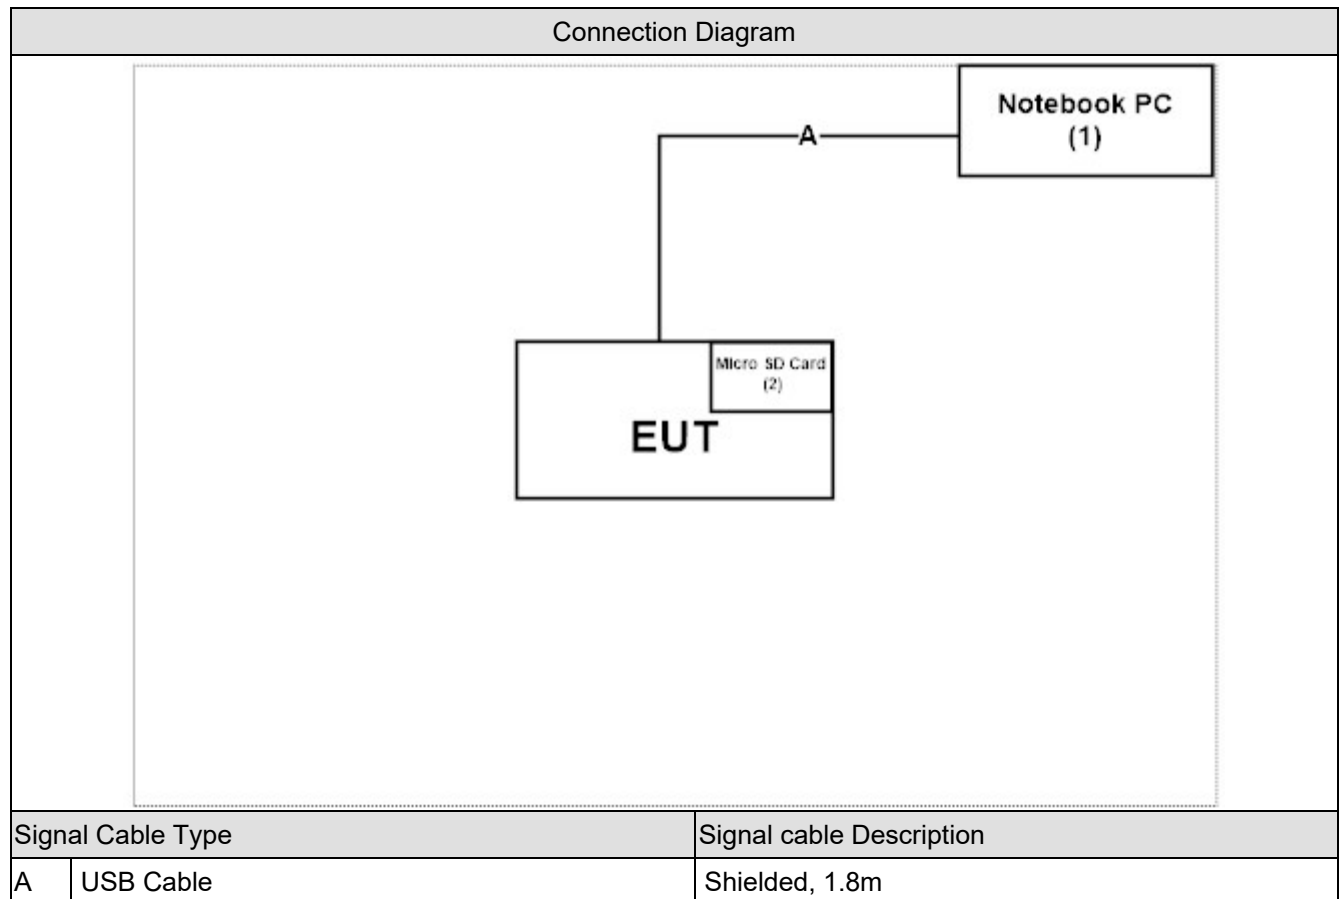 Connection Diagram
Notebook PC
(1)
A
Micro SD Card
(2)
EUT
Signal Cable Type Signal cable Description
A USB Cable Shielded, 1.8m